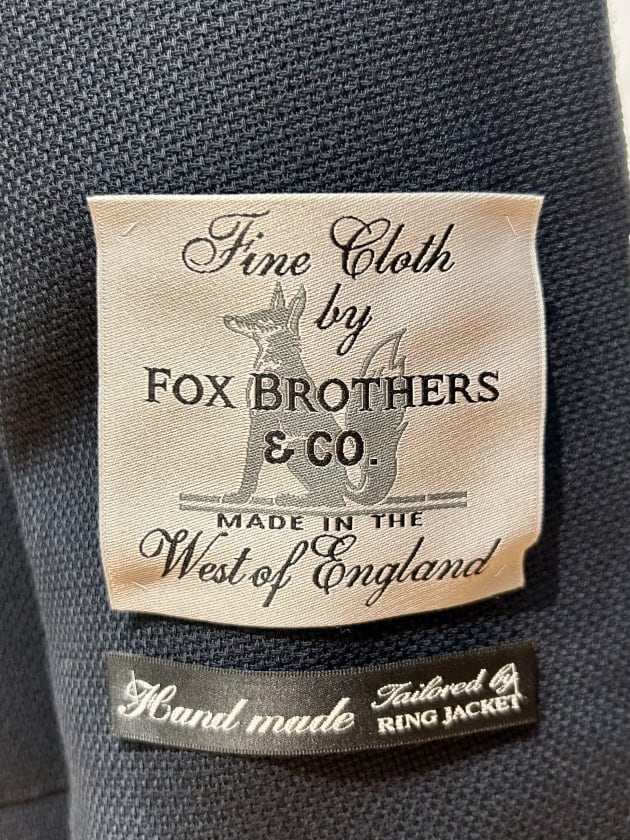 Fine Cloth
by
FOX BROTHERS
& CO.
MADE IN THE
West of England
Hand made
Tailored by
RING JACKET